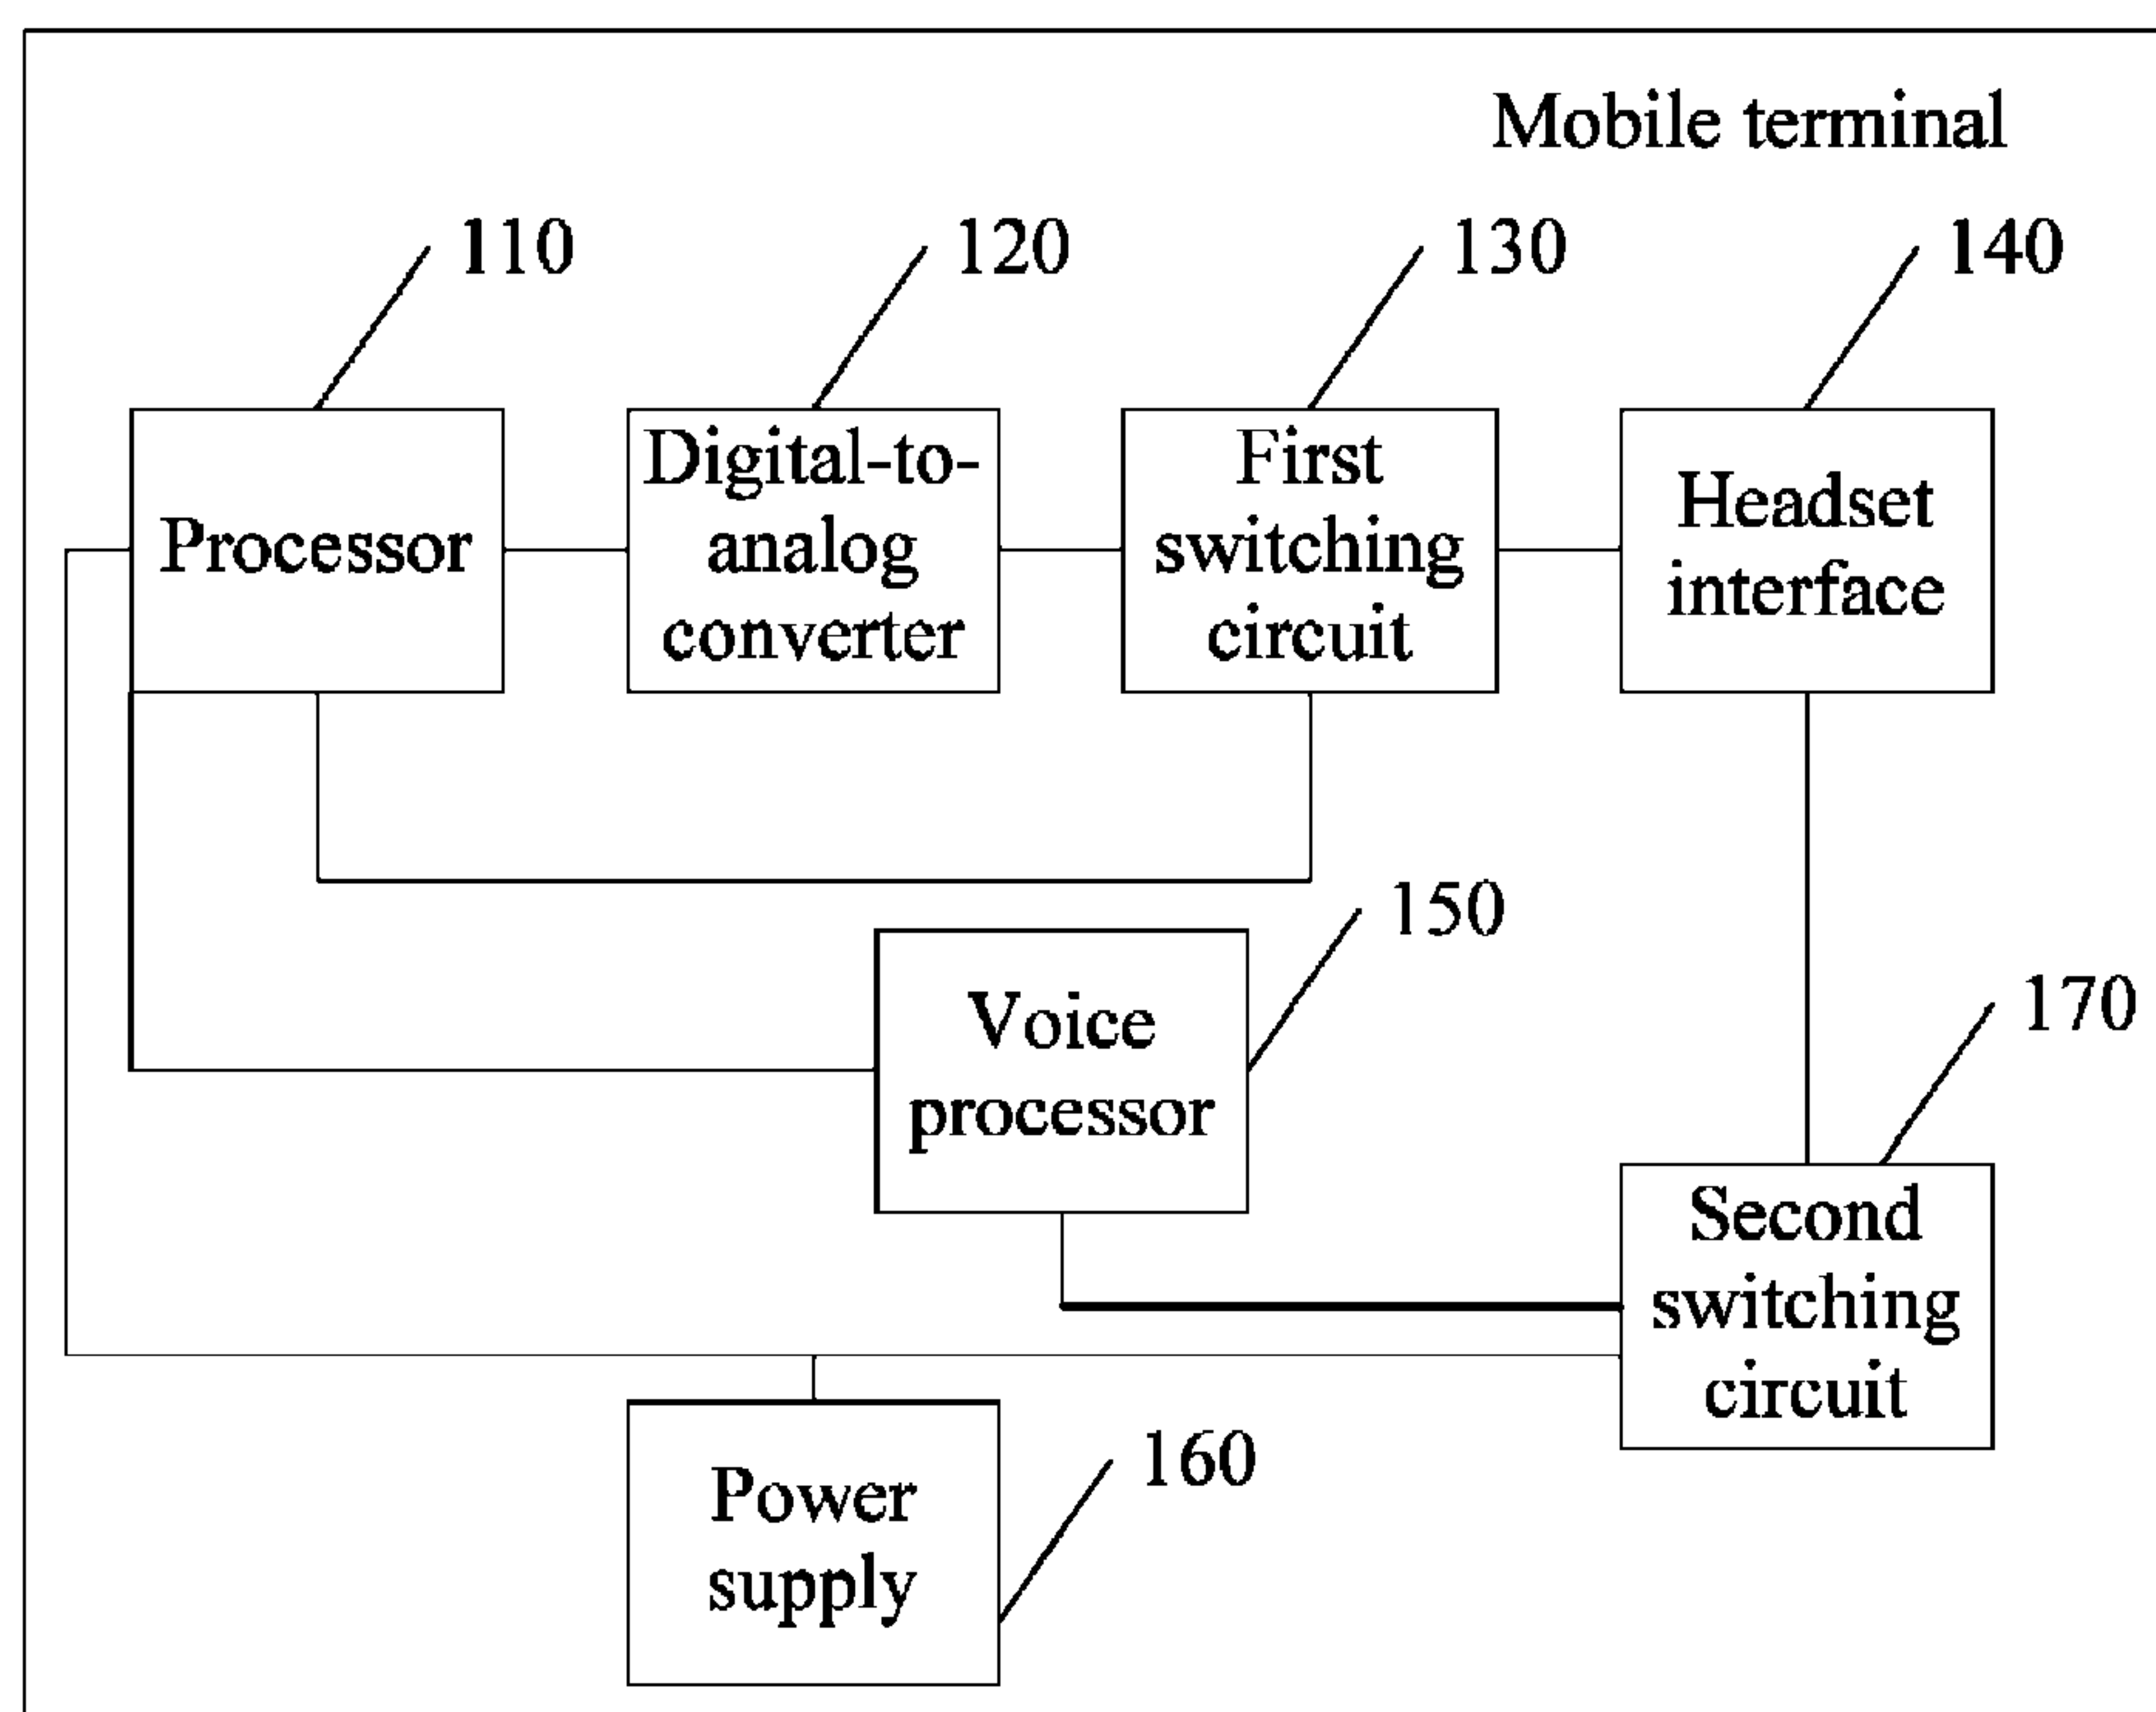 Mobile terminal
110
120
130
140
Processor
Digital-to-
analog
converter
First
switching
circuit
Headset
interface
150
Voice
processor
170
Second
switching
circuit
160
Power
supply